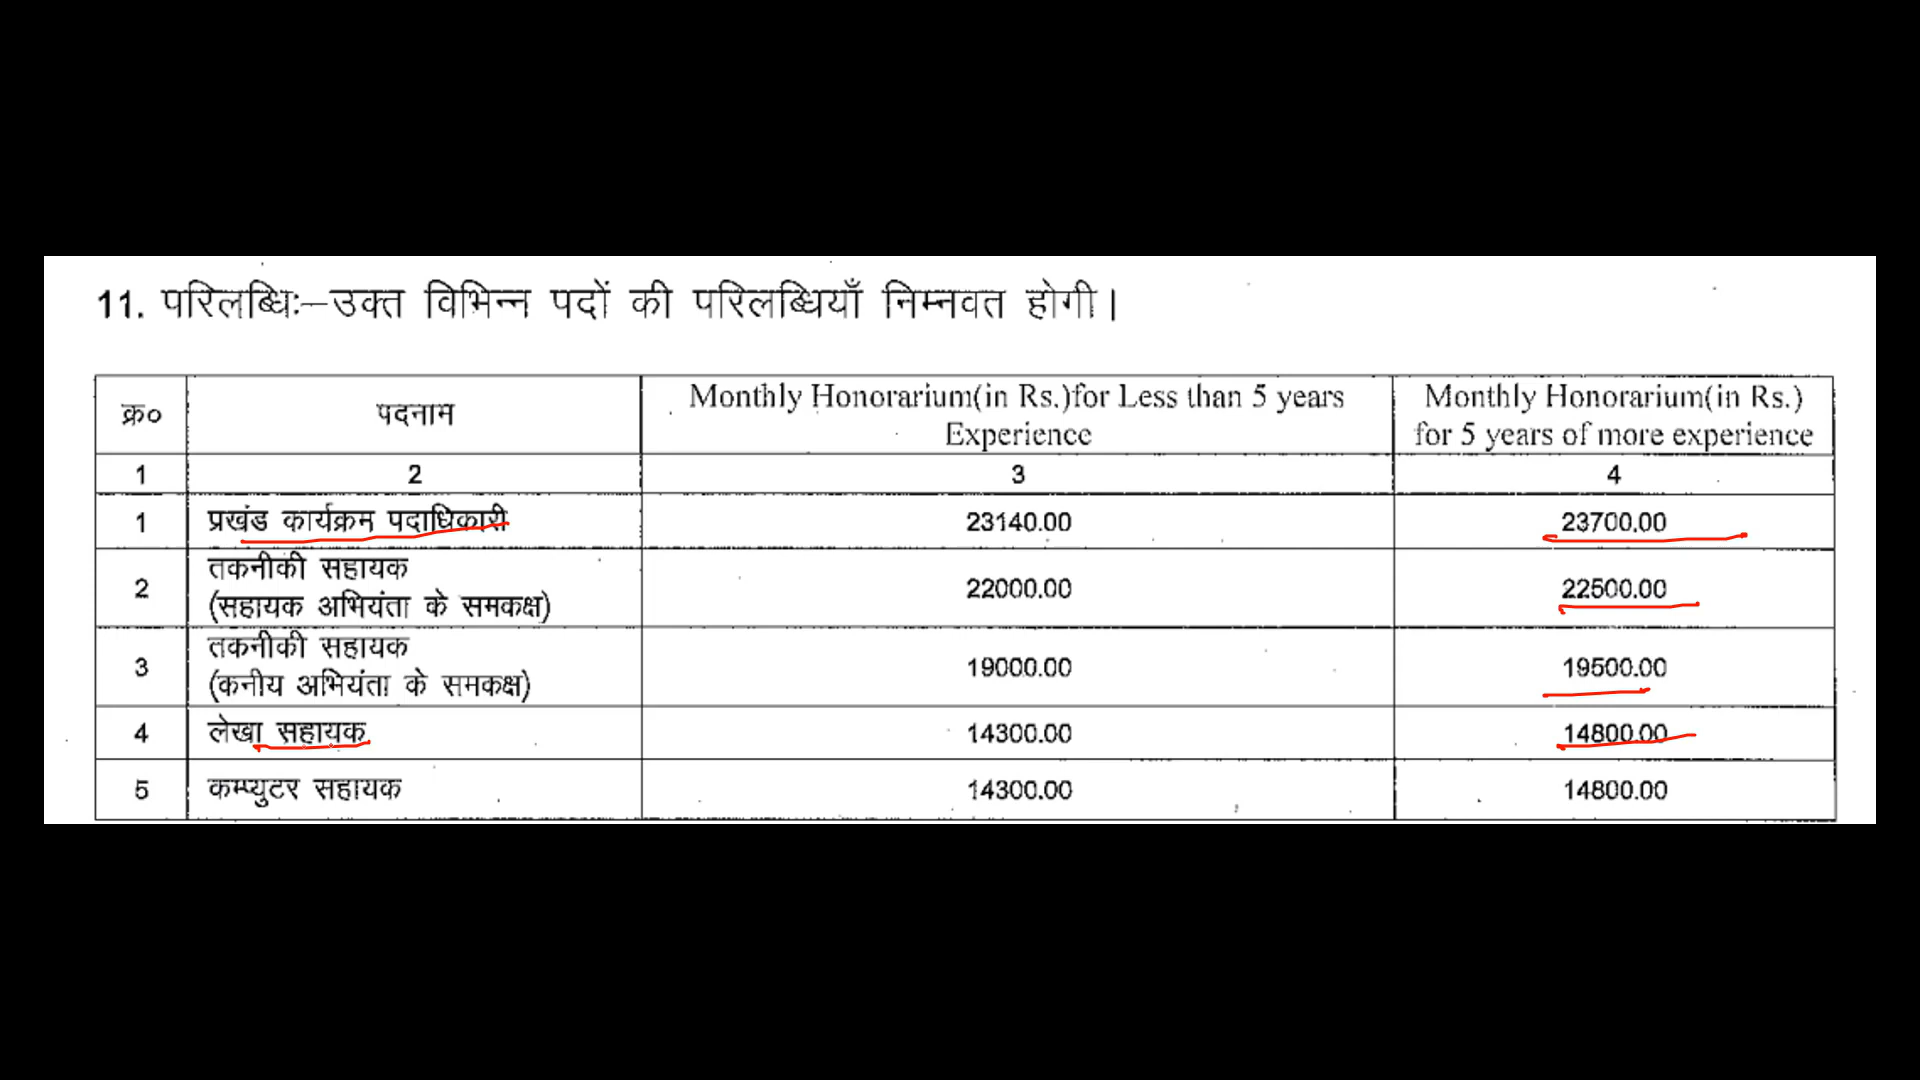 11. परिलब्धिः–उक्त विभिन्न पदों की परिलब्धियाँ निम्नवत होगी।
क्र० पदनाम Monthly Honorarium(in Rs.)for Less than 5 years Experience Monthly Honorarium(in Rs.) for 5 years of more experience
1 2 3 4
1 प्रखंड कार्यक्रम पदाधिकारी 23140.00 23700.00
2 तकनीकी सहायक (सहायक अभियंता के समकक्ष) 22000.00 22500.00
3 तकनीकी सहायक (कनीय अभियंता के समकक्ष) 19000.00 19500.00
4 लेखा सहायक 14300.00 14800.00
5 कम्प्युटर सहायक 14300.00 14800.00